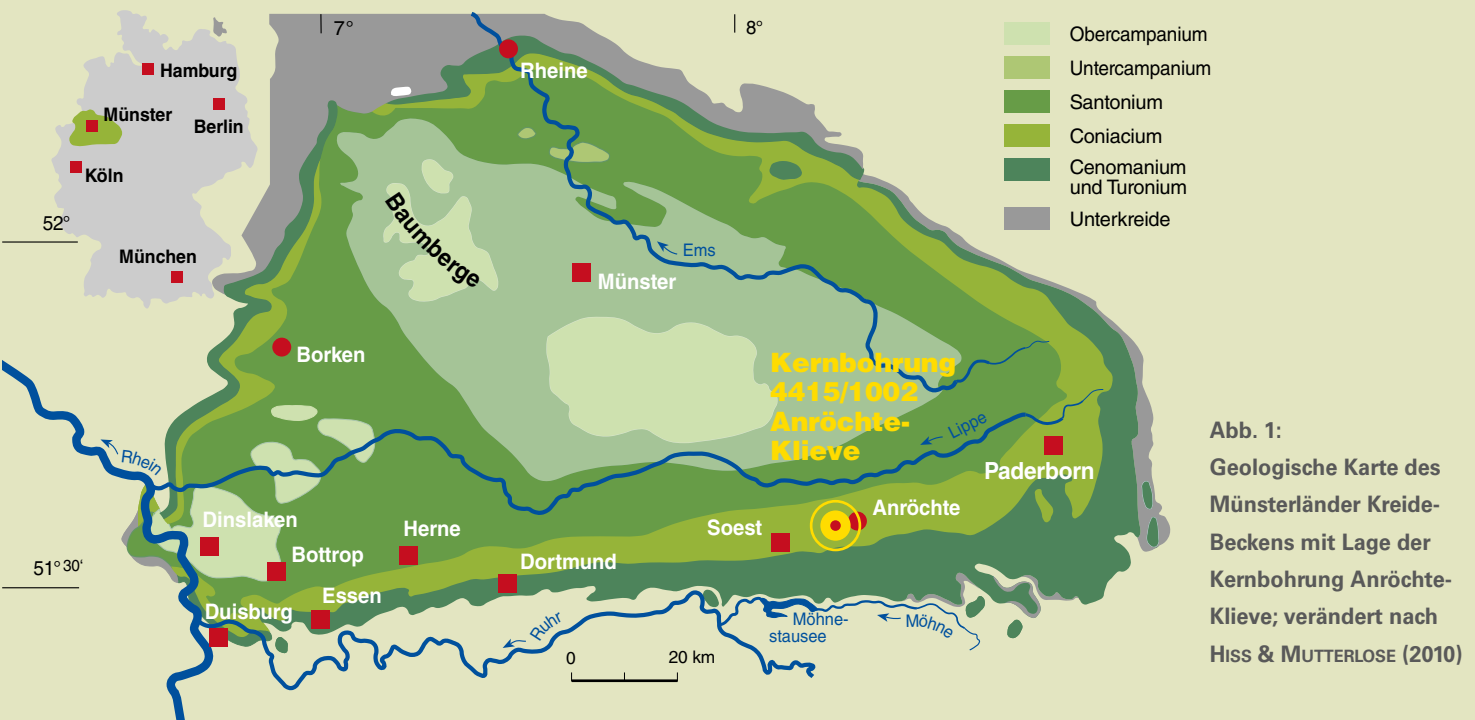 7°
8°
Hamburg
Münster
Berlin
Köln
München
52°
51° 30‘
Rheine
Baumberge
Ems
Münster
Borken
Kernbohrung
4415/1002
Anröchte-
Klieve
Lippe
Rhein
Paderborn
Anröchte
Soest
Dinslaken
Herne
Bottrop
Dortmund
Essen
Duisburg
Ruhr
Möhne-
stausee
Möhne
0 20 km
Obercampanium
Untercampanium
Santonium
Coniacium
Cenomanium
und Turonium
Unterkreide
Abb. 1:
Geologische Karte des
Münsterländer Kreide-
Beckens mit Lage der
Kernbohrung Anröchte-
Klieve; verändert nach
HISS & MUTTERLOSE (2010)